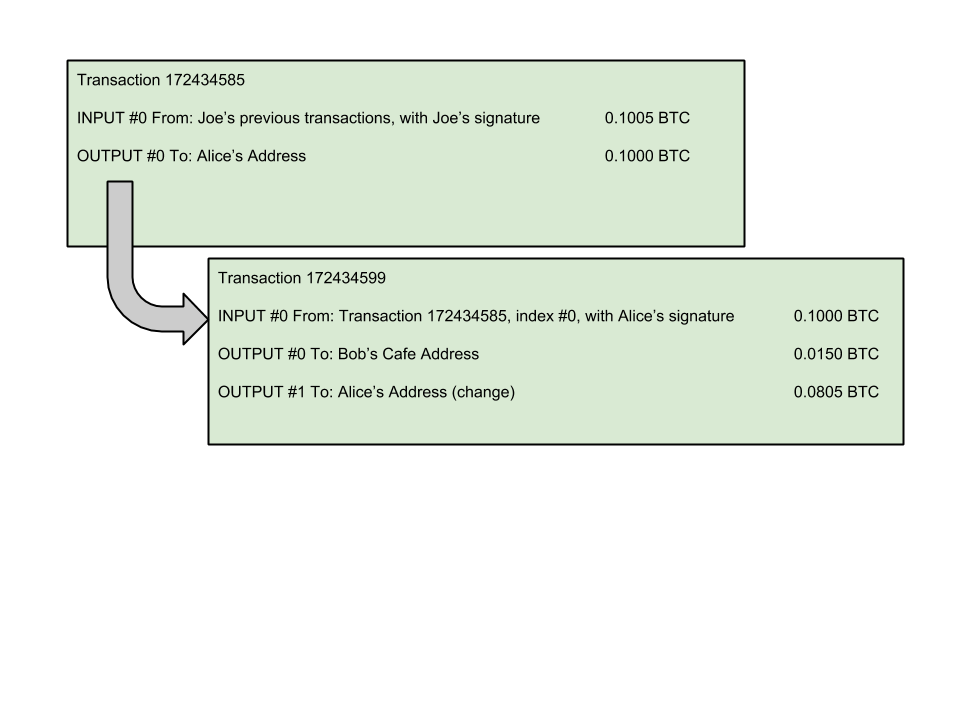 Transaction 172434585
INPUT #0 From: Joe’s previous transactions, with Joe’s signature 0.1005 BTC
OUTPUT #0 To: Alice’s Address 0.1000 BTC
Transaction 172434599
INPUT #0 From: Transaction 172434585, index #0, with Alice’s signature 0.1000 BTC
OUTPUT #0 To: Bob’s Cafe Address 0.0150 BTC
OUTPUT #1 To: Alice’s Address (change) 0.0805 BTC